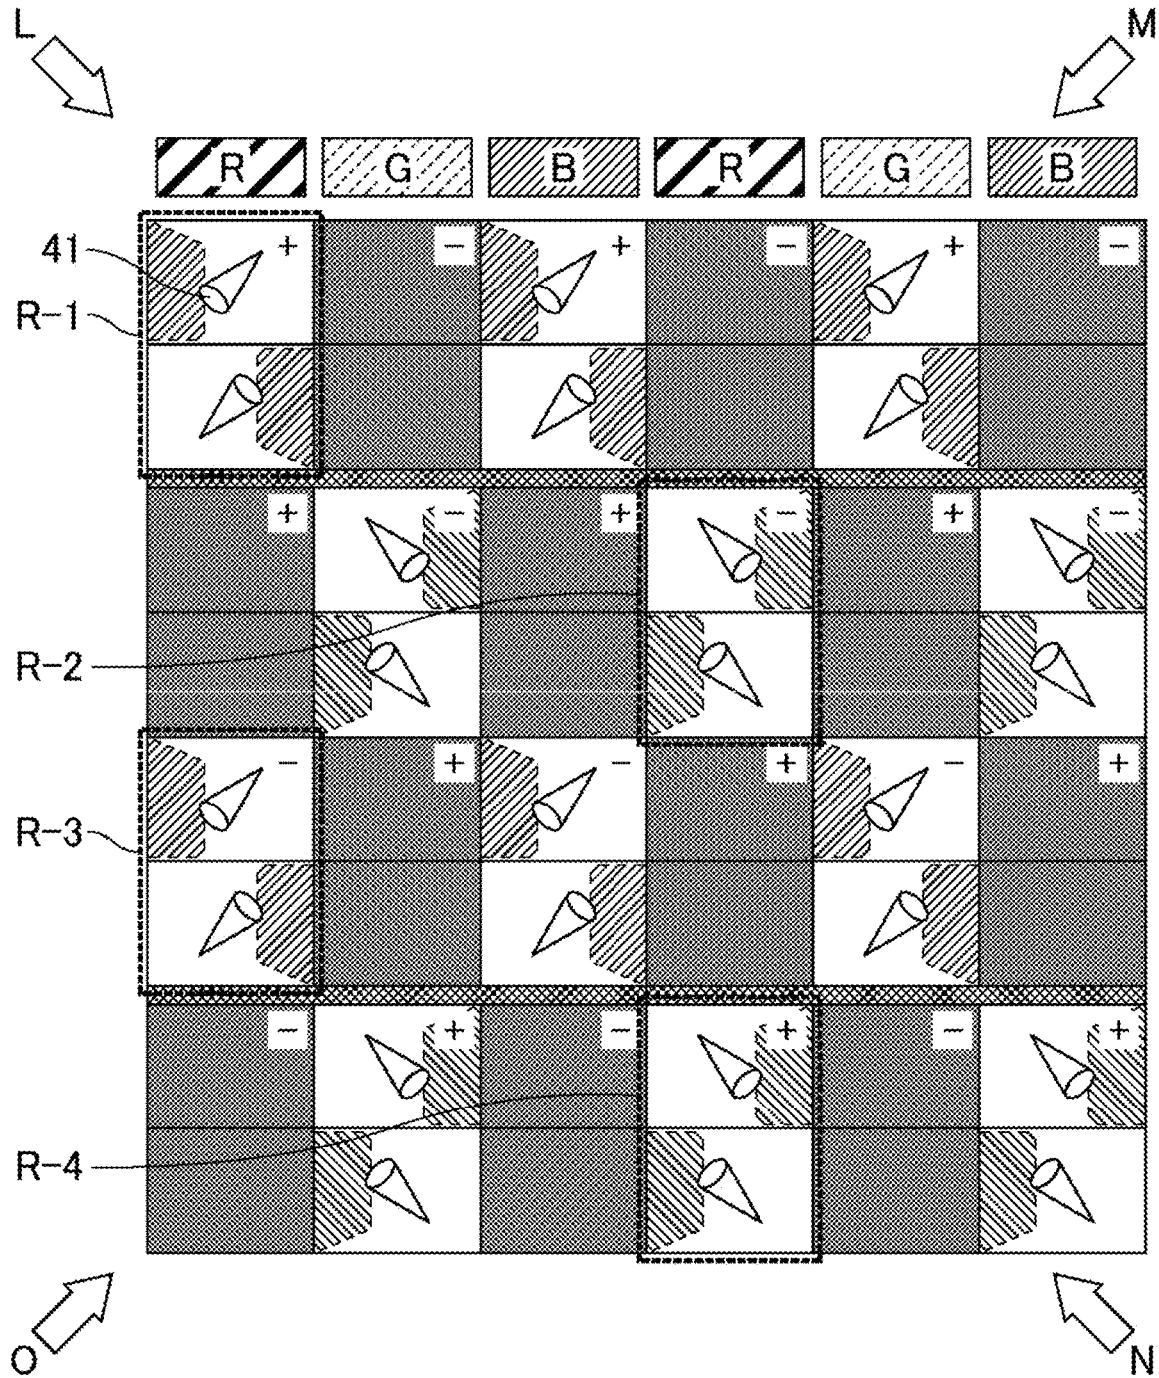 L M
R G B R G B
+ − + − + −
41
R-1
+ − + − + −
R-2
− + − + − +
R-3
− + − + − +
R-4
O N